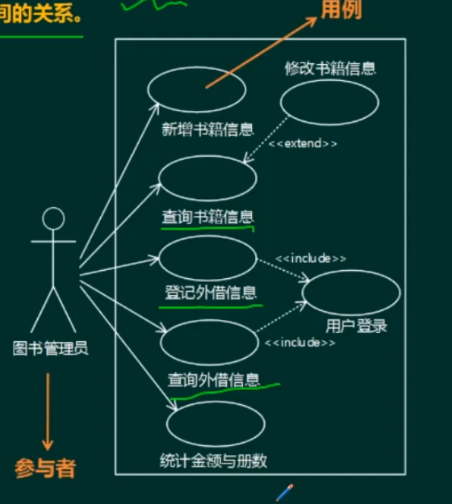 间的关系。
用例
修改书籍信息
新增书籍信息
<<extend>>
查询书籍信息
<<include>>
登记外借信息
用户登录
<<include>>
图书管理员
查询外借信息
参与者
统计金额与册数